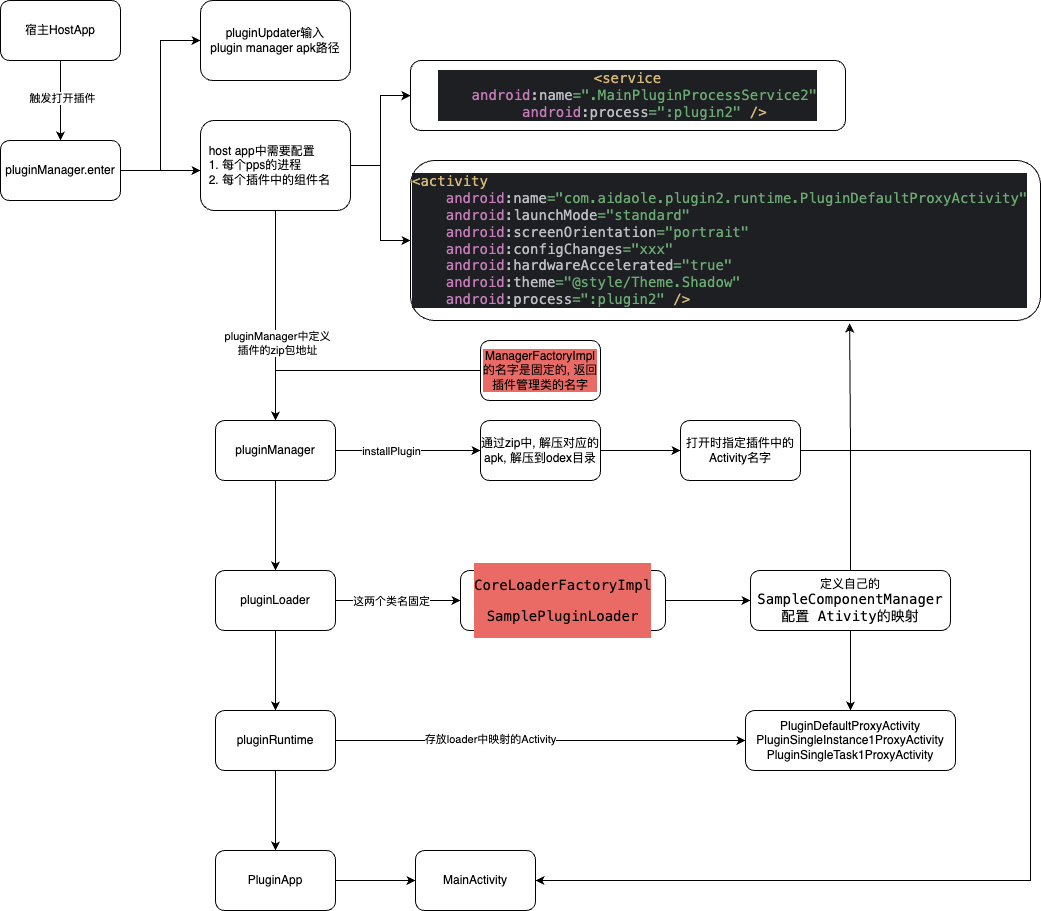 宿主HostApp
触发打开插件
pluginManager.enter
pluginUpdater输入
plugin manager apk路径
host app中需要配置
1. 每个pps的进程
2. 每个插件中的组件名
<service
android:name=".MainPluginProcessService2"
android:process=":plugin2" />
<activity
android:name="com.aidaole.plugin2.runtime.PluginDefaultProxyActivity"
android:launchMode="standard"
android:screenOrientation="portrait"
android:configChanges="xxx"
android:hardwareAccelerated="true"
android:theme="@style/Theme.Shadow"
android:process=":plugin2" />
pluginManager中定义
插件的zip包地址
ManagerFactoryImpl
的名字是固定的, 返回
插件管理类的名字
pluginManager
installPlugin
通过zip中, 解压对应的
apk, 解压到odex目录
打开时指定插件中的
Activity名字
pluginLoader
这两个类名固定
CoreLoaderFactoryImpl
SamplePluginLoader
定义自己的
SampleComponentManager
配置 Ativity的映射
pluginRuntime
存放loader中映射的Activity
PluginDefaultProxyActivity
PluginSingleInstance1ProxyActivity
PluginSingleTask1ProxyActivity
PluginApp
MainActivity